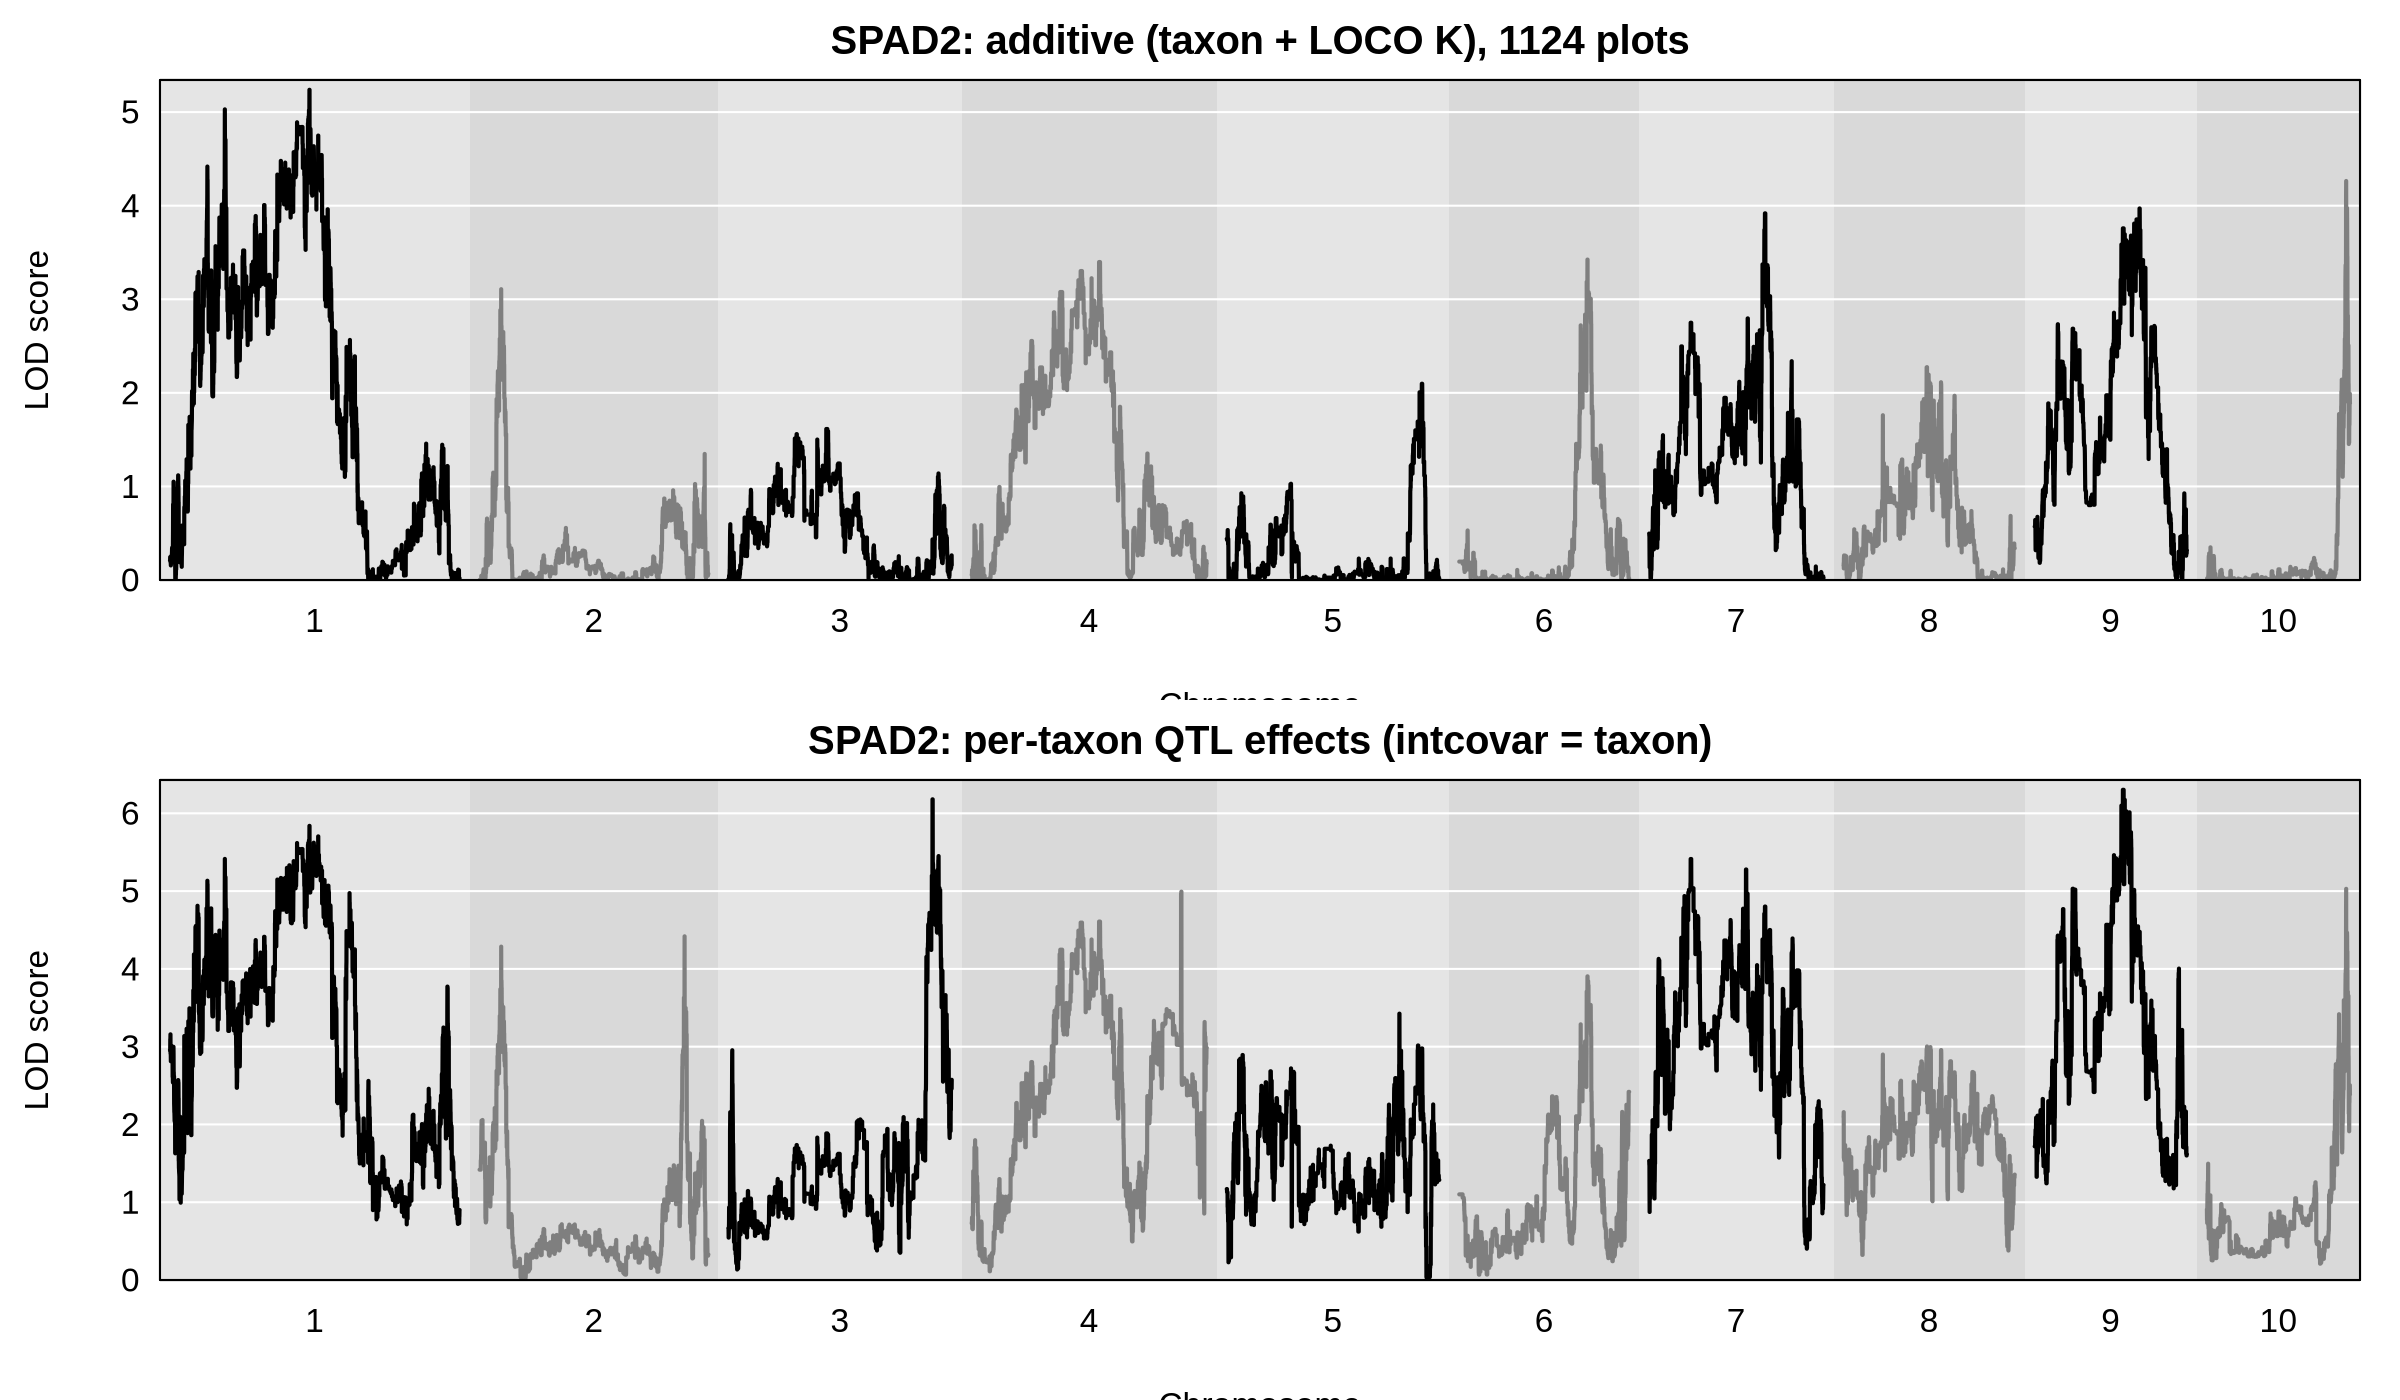 SPAD2: additive (taxon + LOCO K), 1124 plots
5
4
3
2
1
0
LOD score
1 2 3 4 5 6 7 8 9 10
Chromosome
SPAD2: per-taxon QTL effects (intcovar = taxon)
6
5
4
3
2
1
0
LOD score
1 2 3 4 5 6 7 8 9 10
Chromosome